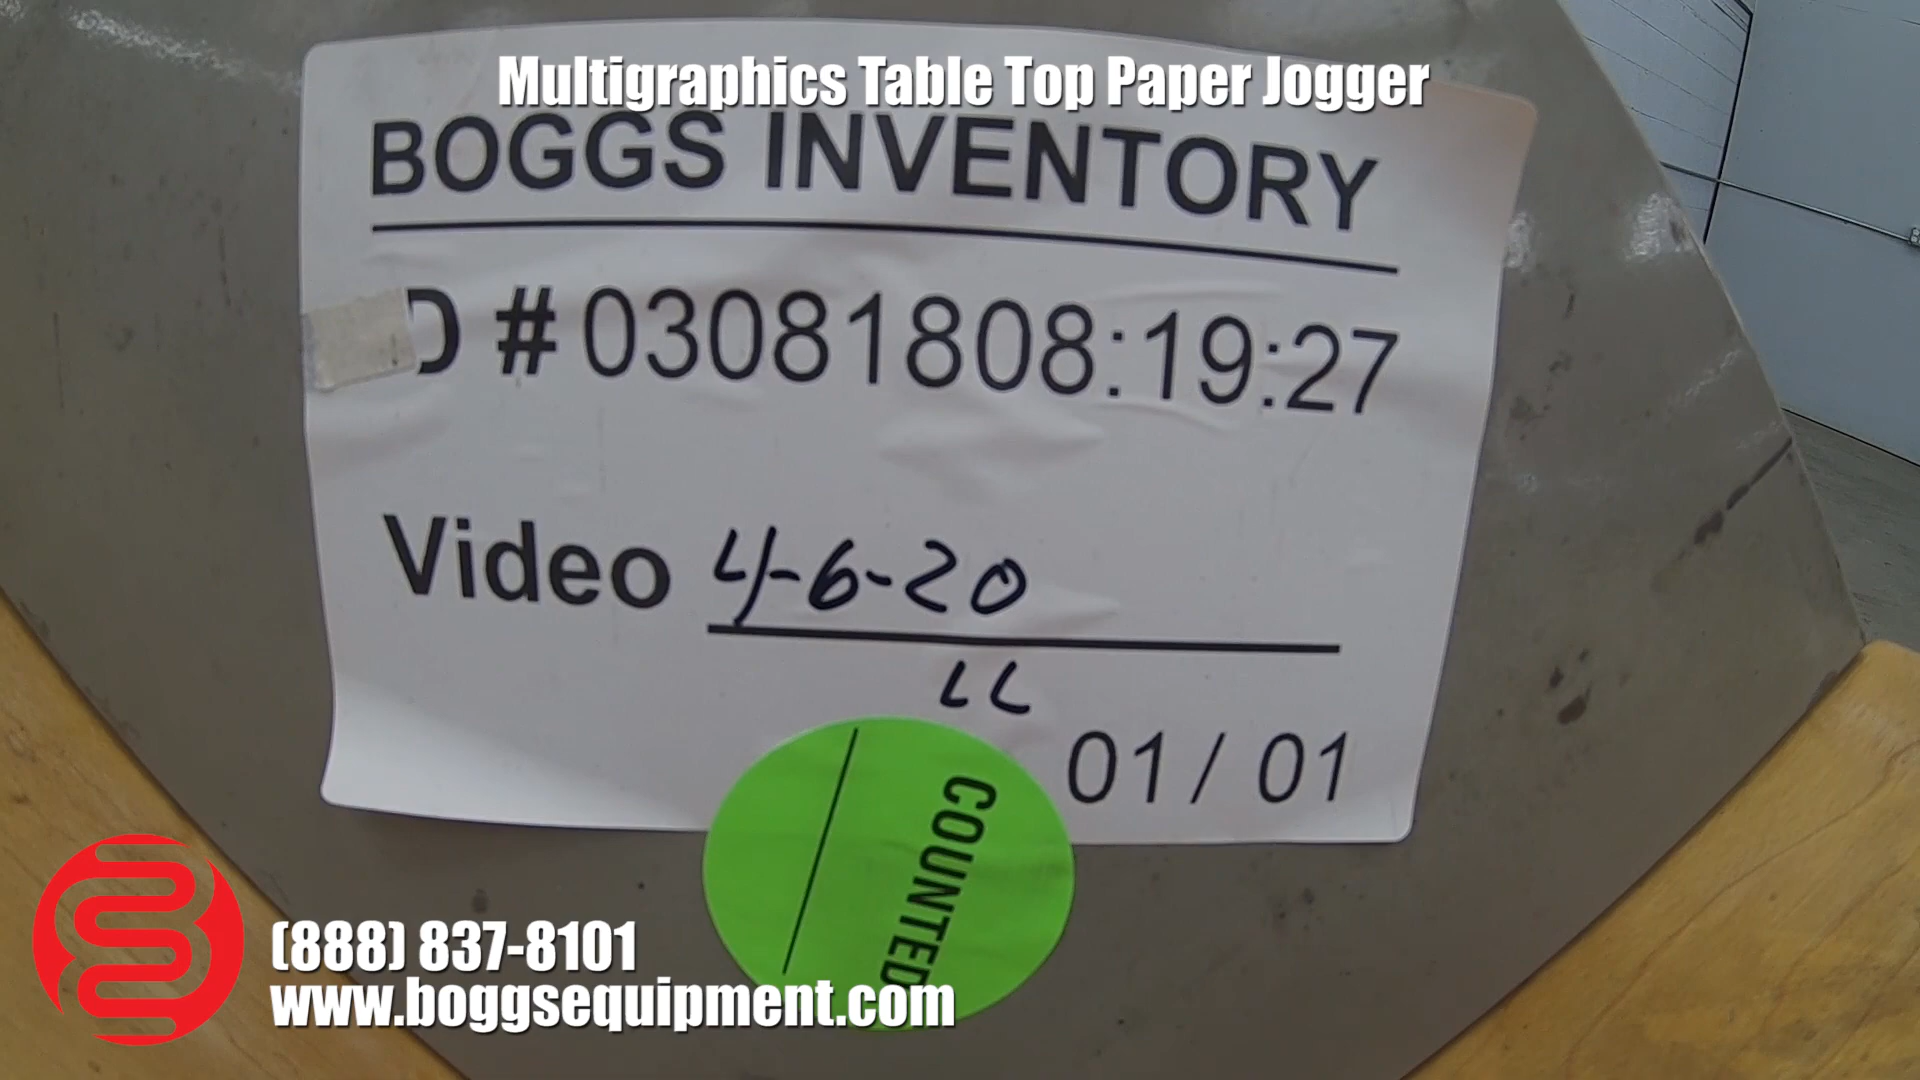 Multigraphics Table Top Paper Jogger
BOGGS INVENTORY
D # 03081808:19:27
Video 4-6-20
LL
01 / 01
COUNTED
(888) 837-8101
www.boggsequipment.com